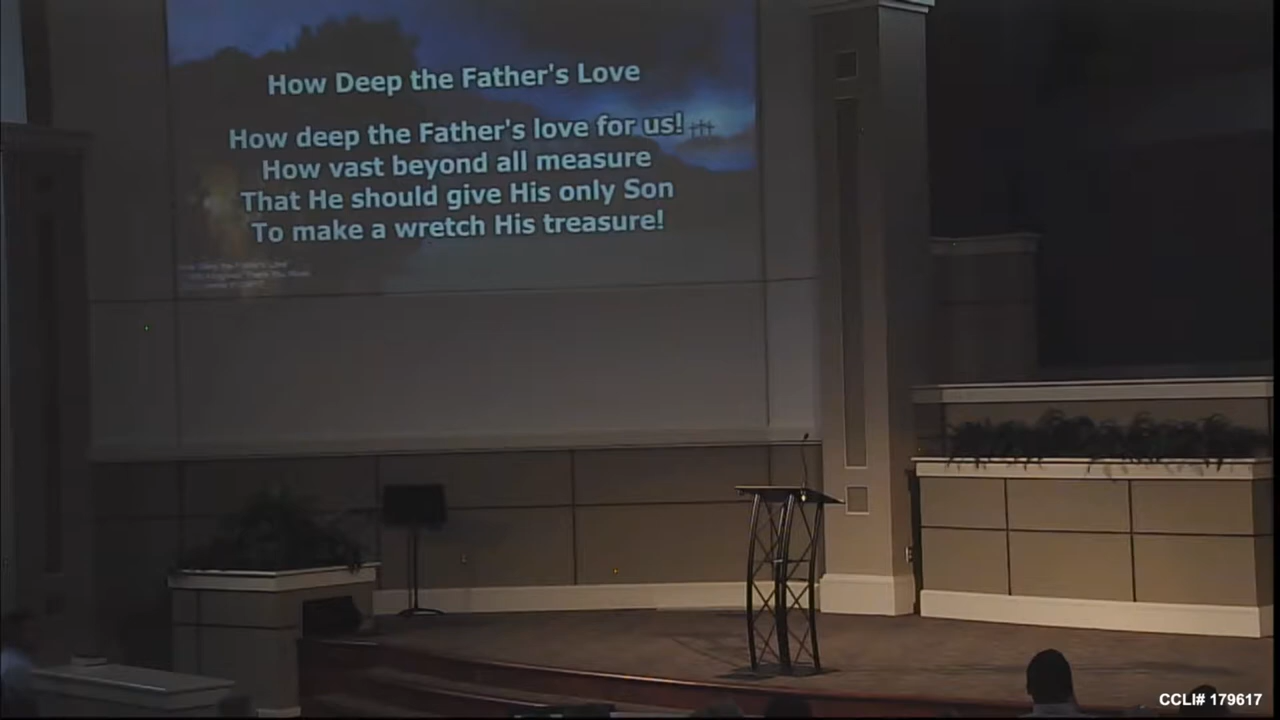 How Deep the Father's Love
How deep the Father's love for us!
How vast beyond all measure
That He should give His only Son
To make a wretch His treasure!
CCLI# 179617